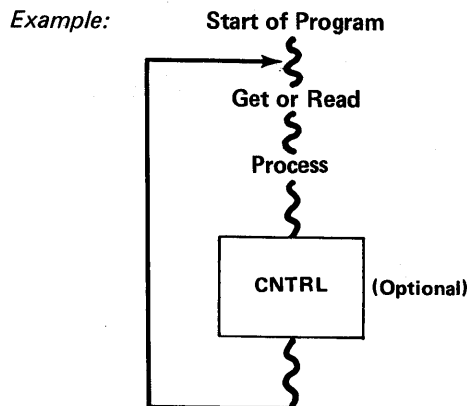 Example: Start of Program
Get or Read
Process
CNTRL (Optional)